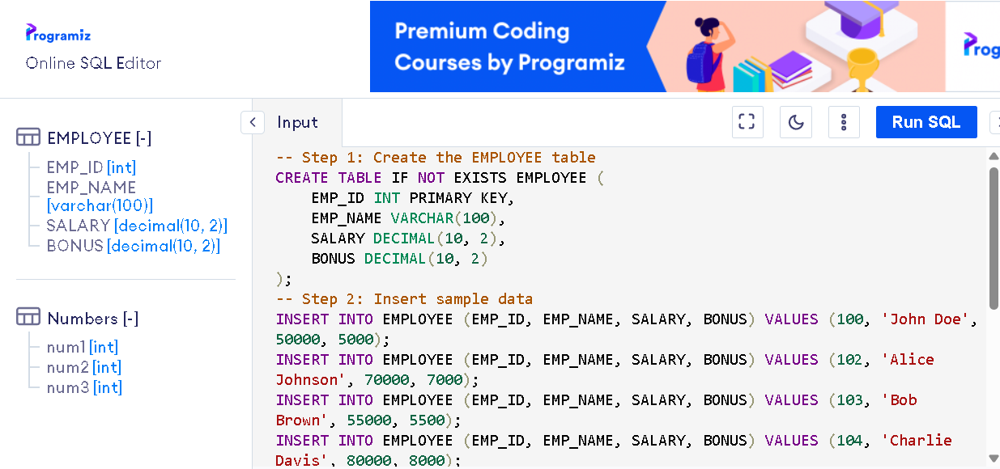 Programiz
Online SQL Editor
Premium Coding
Courses by Programiz
Prog
EMPLOYEE [-]
EMP_ID [int]
EMP_NAME
[varchar(100)]
SALARY [decimal(10, 2)]
BONUS [decimal(10, 2)]
Numbers [-]
num1 [int]
num2 [int]
num3 [int]
Input
Run SQL
-- Step 1: Create the EMPLOYEE table
CREATE TABLE IF NOT EXISTS EMPLOYEE (
    EMP_ID INT PRIMARY KEY,
    EMP_NAME VARCHAR(100),
    SALARY DECIMAL(10, 2),
    BONUS DECIMAL(10, 2)
);
-- Step 2: Insert sample data
INSERT INTO EMPLOYEE (EMP_ID, EMP_NAME, SALARY, BONUS) VALUES (100, 'John Doe',
50000, 5000);
INSERT INTO EMPLOYEE (EMP_ID, EMP_NAME, SALARY, BONUS) VALUES (102, 'Alice
Johnson', 70000, 7000);
INSERT INTO EMPLOYEE (EMP_ID, EMP_NAME, SALARY, BONUS) VALUES (103, 'Bob
Brown', 55000, 5500);
INSERT INTO EMPLOYEE (EMP_ID, EMP_NAME, SALARY, BONUS) VALUES (104, 'Charlie
Davis', 80000, 8000);